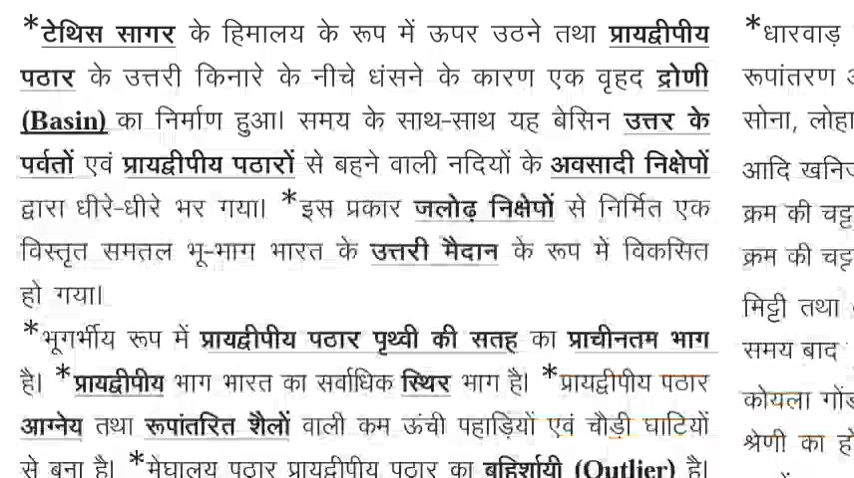 *टेथिस सागर के हिमालय के रूप में ऊपर उठने तथा प्रायद्वीपीय
पठार के उत्तरी किनारे के नीचे धंसने के कारण एक वृहद द्रोणी
(Basin) का निर्माण हुआ। समय के साथ-साथ यह बेसिन उत्तर के
पर्वतों एवं प्रायद्वीपीय पठारों से बहने वाली नदियों के अवसादी निक्षेपों
द्वारा धीरे-धीरे भर गया। *इस प्रकार जलोढ़ निक्षेपों से निर्मित एक
विस्तृत समतल भू-भाग भारत के उत्तरी मैदान के रूप में विकसित
हो गया।
*भूगर्भीय रूप में प्रायद्वीपीय पठार पृथ्वी की सतह का प्राचीनतम भाग
है। *प्रायद्वीपीय भाग भारत का सर्वाधिक स्थिर भाग है। *प्रायद्वीपीय पठार
आग्नेय तथा रूपांतरित शैलों वाली कम ऊंची पहाड़ियों एवं चौड़ी घाटियों
से बना है। *मेघालय पठार प्रायद्वीपीय पठार का बहिर्शायी (Outlier) है।
*धारवाड़
रूपांतरण
सोना, लोहा
आदि खनिज
क्रम की चट्ट
क्रम की चट्ट
मिट्टी तथा
समय बाद
कोयला गोंड
श्रेणी का हो